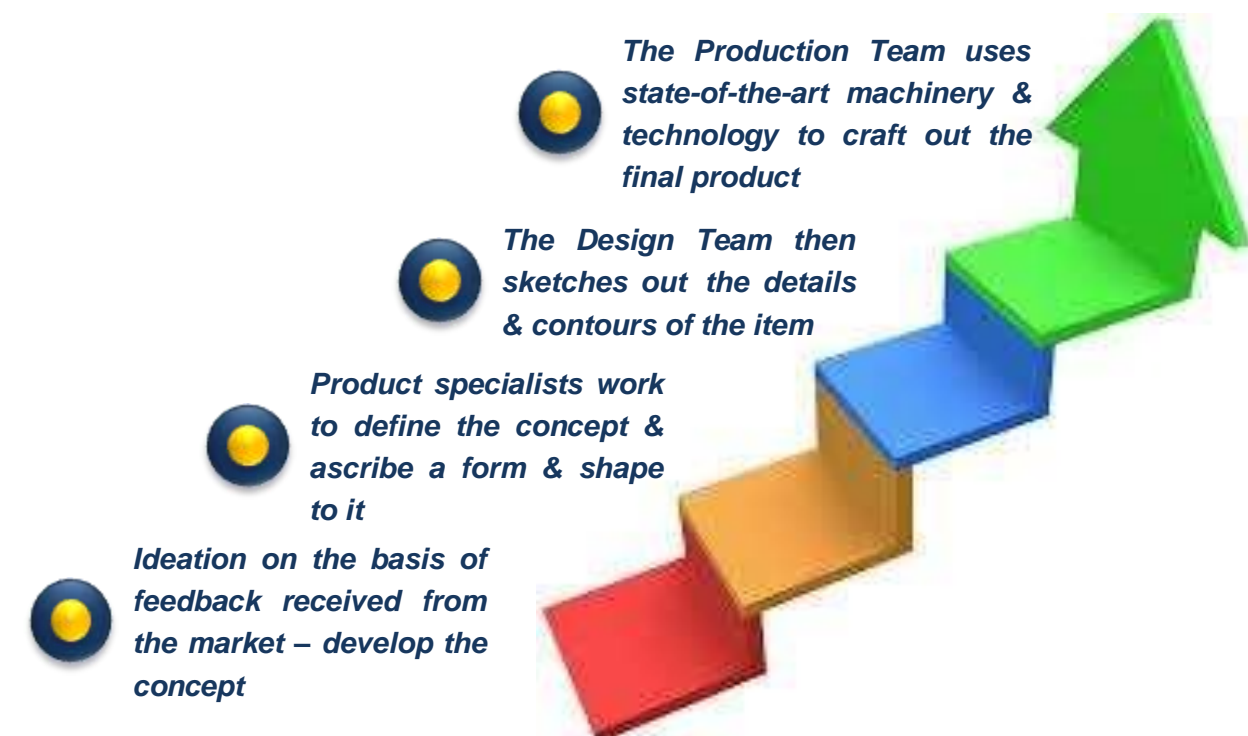 The Production Team uses
state-of-the-art machinery &
technology to craft out the
final product
The Design Team then
sketches out the details
& contours of the item
Product specialists work
to define the concept &
ascribe a form & shape
to it
Ideation on the basis of
feedback received from
the market – develop the
concept